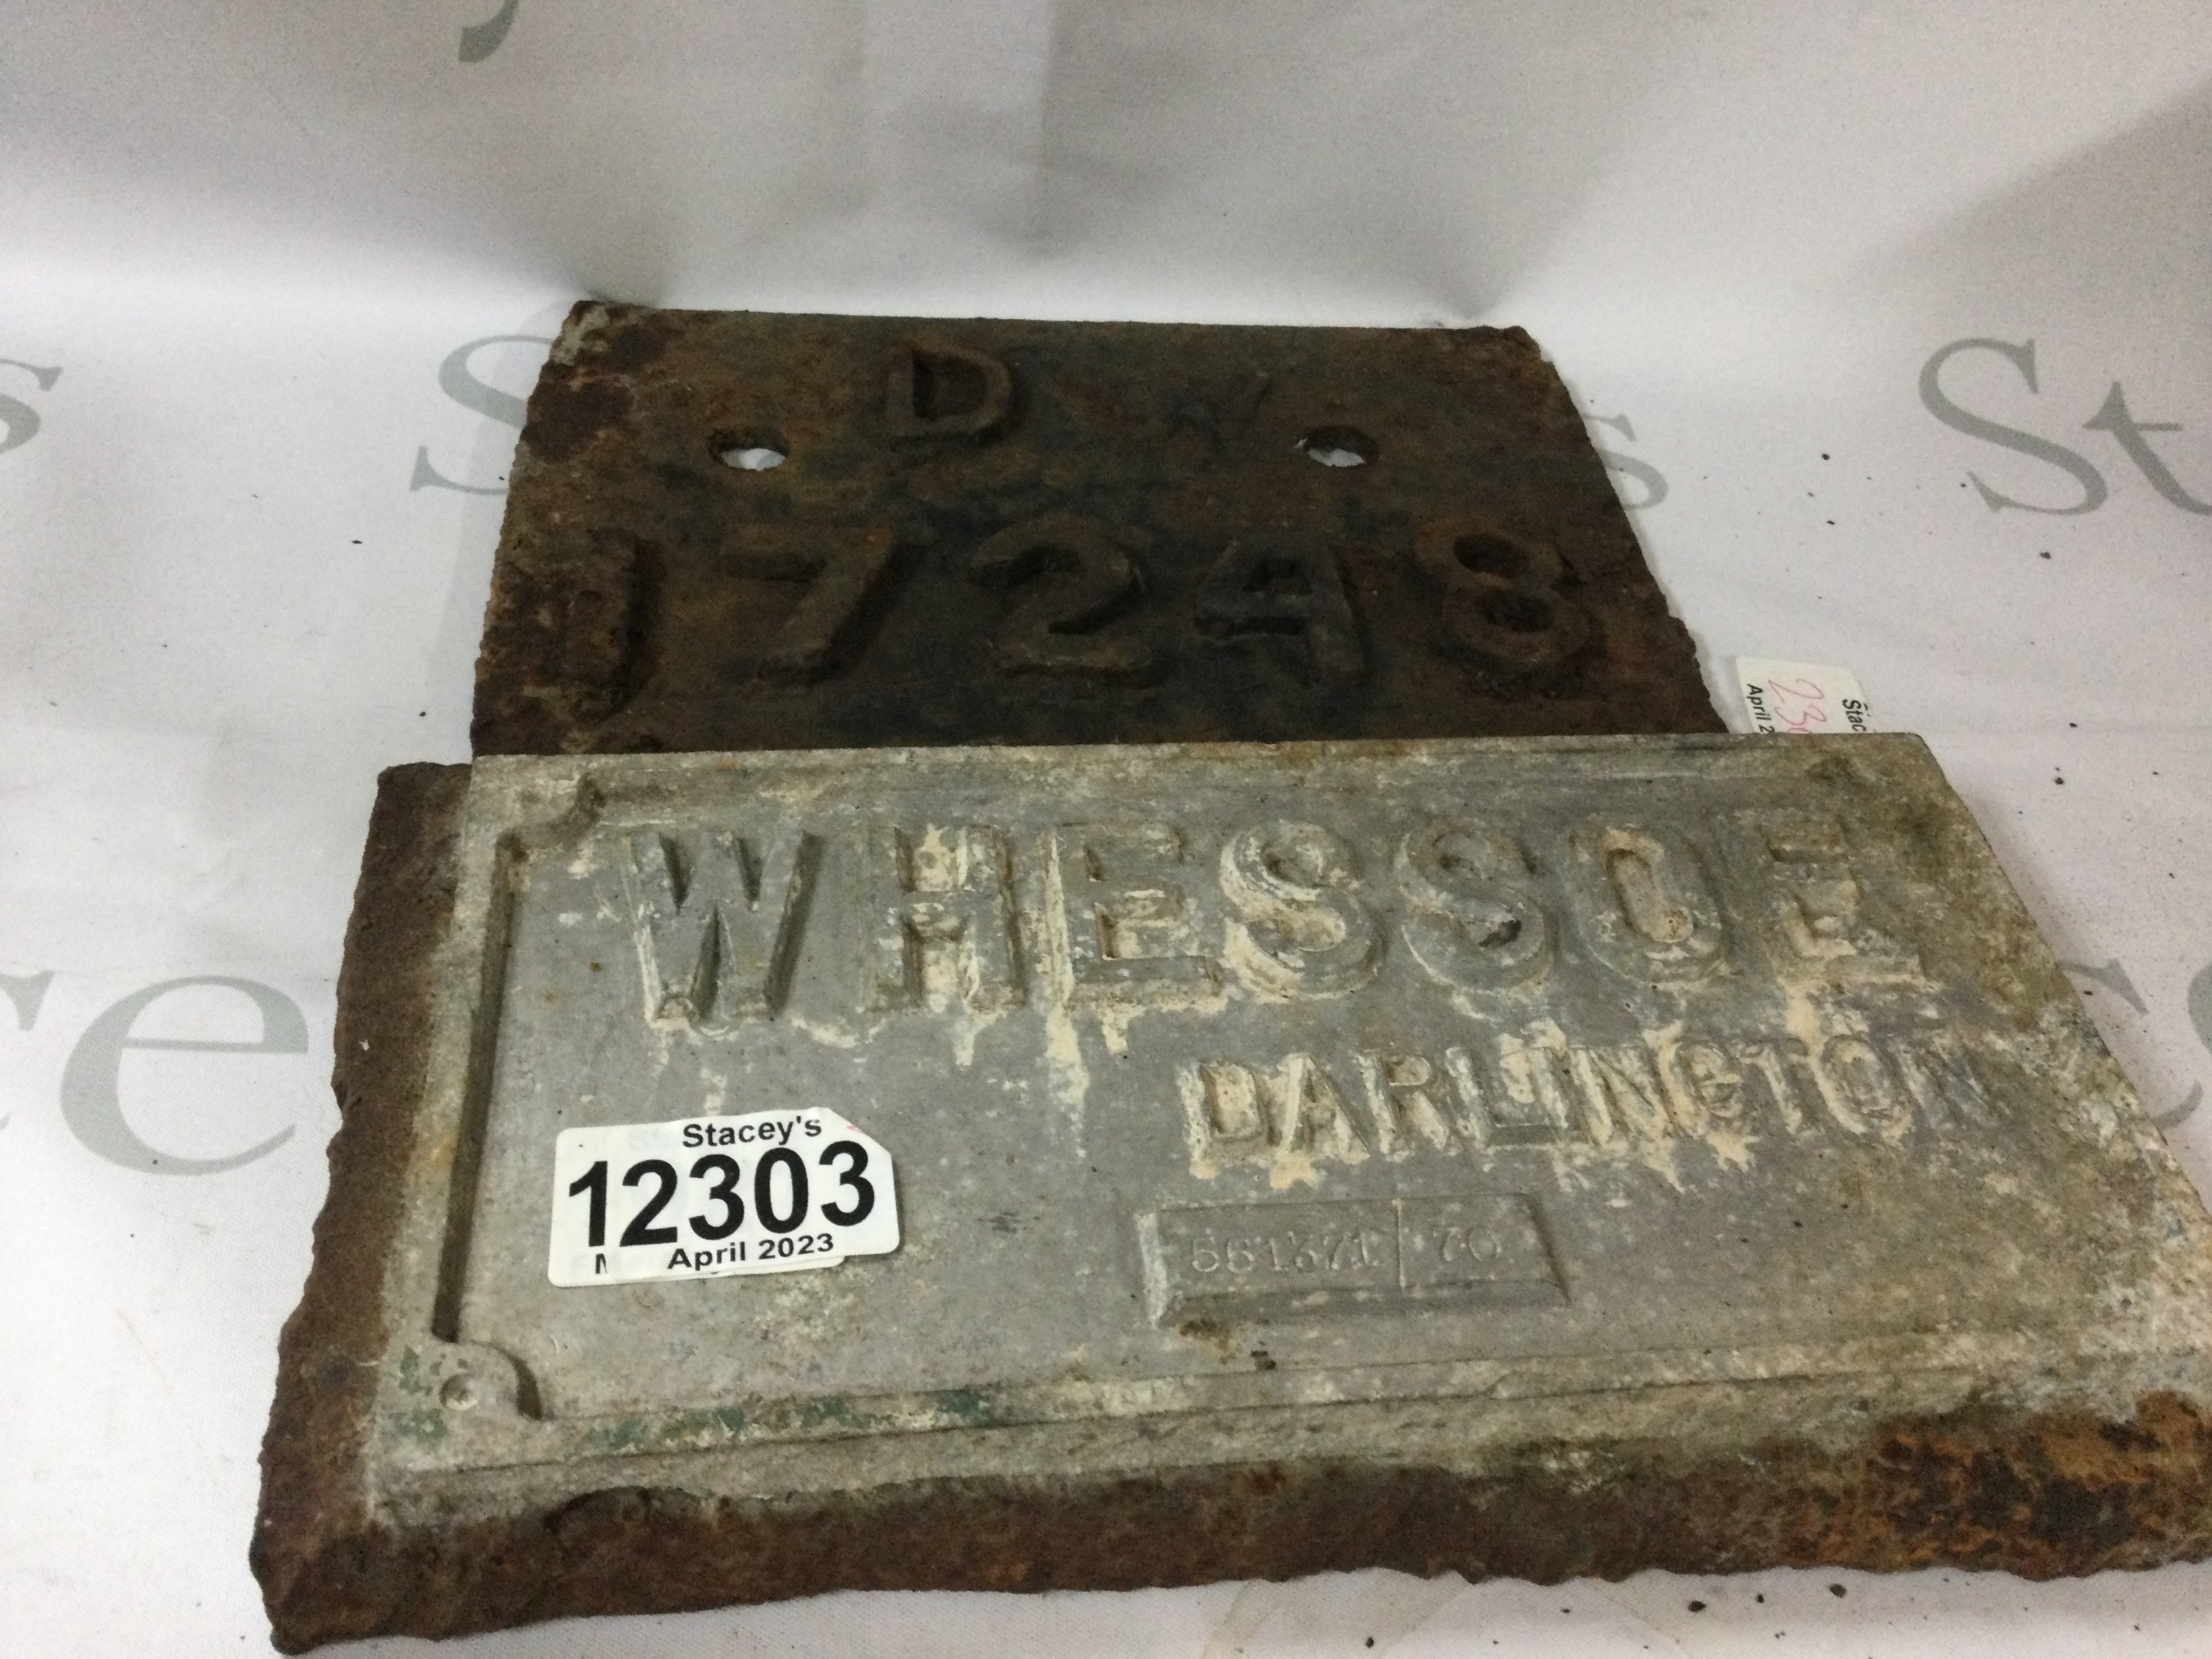 D
17248
WHESSOE
DARLINGTON
Stacey's
12303
April 2023